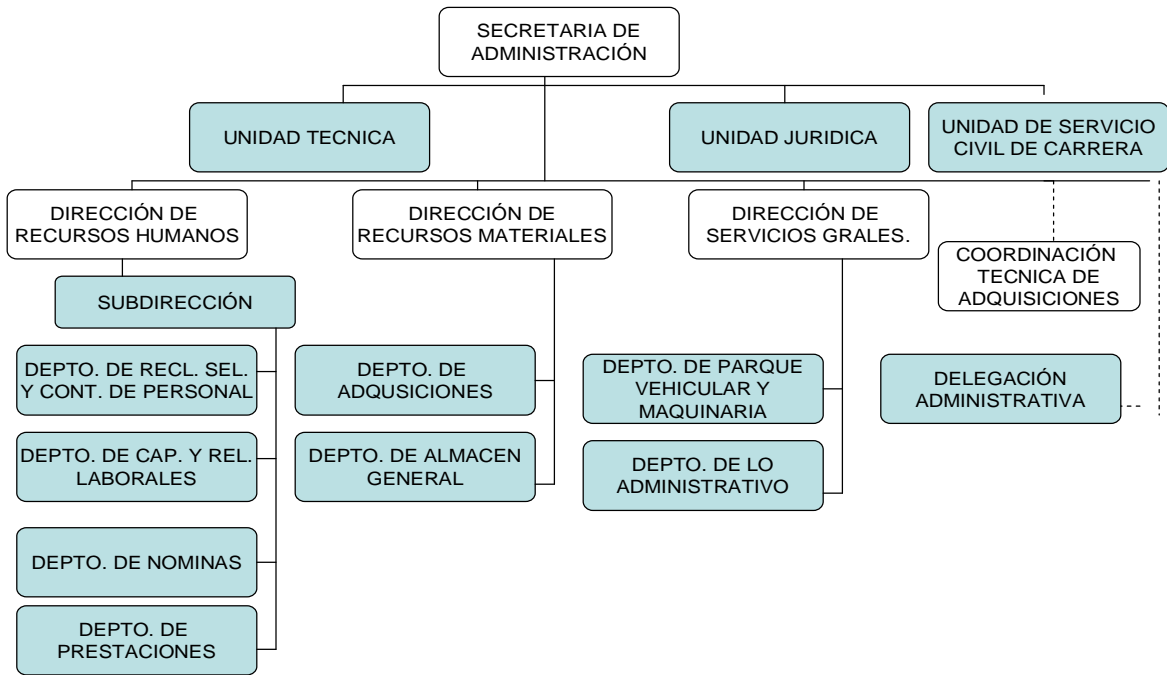 SECRETARIA DE
ADMINISTRACIÓN
UNIDAD TECNICA
UNIDAD JURIDICA
UNIDAD DE SERVICIO
CIVIL DE CARRERA
DIRECCIÓN DE
RECURSOS HUMANOS
DIRECCIÓN DE
RECURSOS MATERIALES
DIRECCIÓN DE
SERVICIOS GRALES.
COORDINACIÓN
TECNICA DE
ADQUISICIONES
SUBDIRECCIÓN
DEPTO. DE RECL. SEL.
Y CONT. DE PERSONAL
DEPTO. DE
ADQUSICIONES
DEPTO. DE PARQUE
VEHICULAR Y
MAQUINARIA
DELEGACIÓN
ADMINISTRATIVA
DEPTO. DE CAP. Y REL.
LABORALES
DEPTO. DE ALMACEN
GENERAL
DEPTO. DE LO
ADMINISTRATIVO
DEPTO. DE NOMINAS
DEPTO. DE
PRESTACIONES